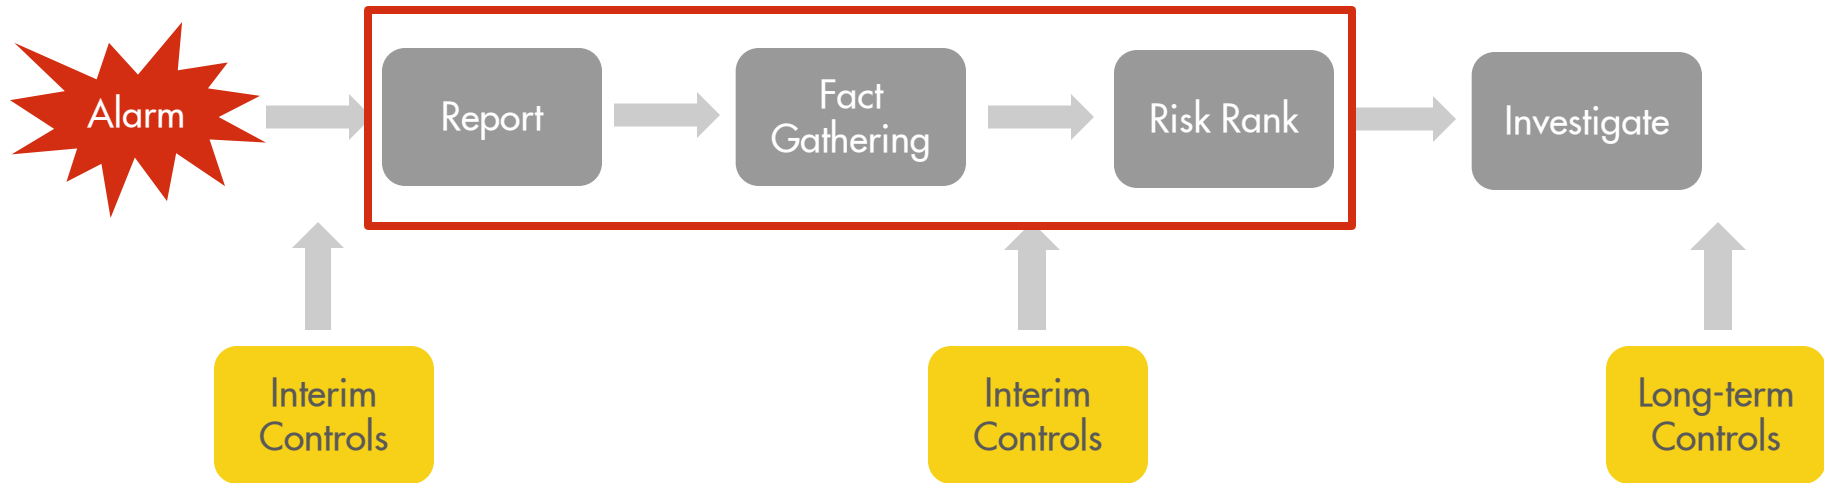 Alarm
Report
Fact
Gathering
Risk Rank
Investigate
Interim
Controls
Interim
Controls
Long-term
Controls